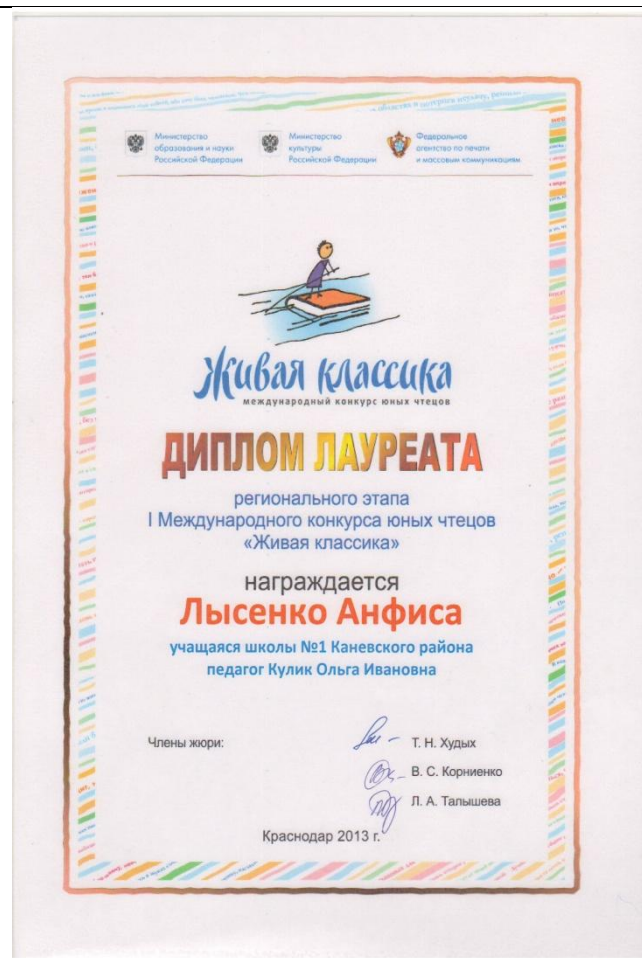 Министерство
образования и науки
Российской Федерации
Министерство
культуры
Российской Федерации
Федеральное
агентство по печати
и массовым коммуникациям
Живая классика
международный конкурс юных чтецов
ДИПЛОМ ЛАУРЕАТА
регионального этапа
I Международного конкурса юных чтецов
«Живая классика»
награждается
Лысенко Анфиса
учащаяся школы №1 Каневского района
педагог Кулик Ольга Ивановна
Члены жюри:
Т. Н. Худых
В. С. Корниенко
Л. А. Талышева
Краснодар 2013 г.